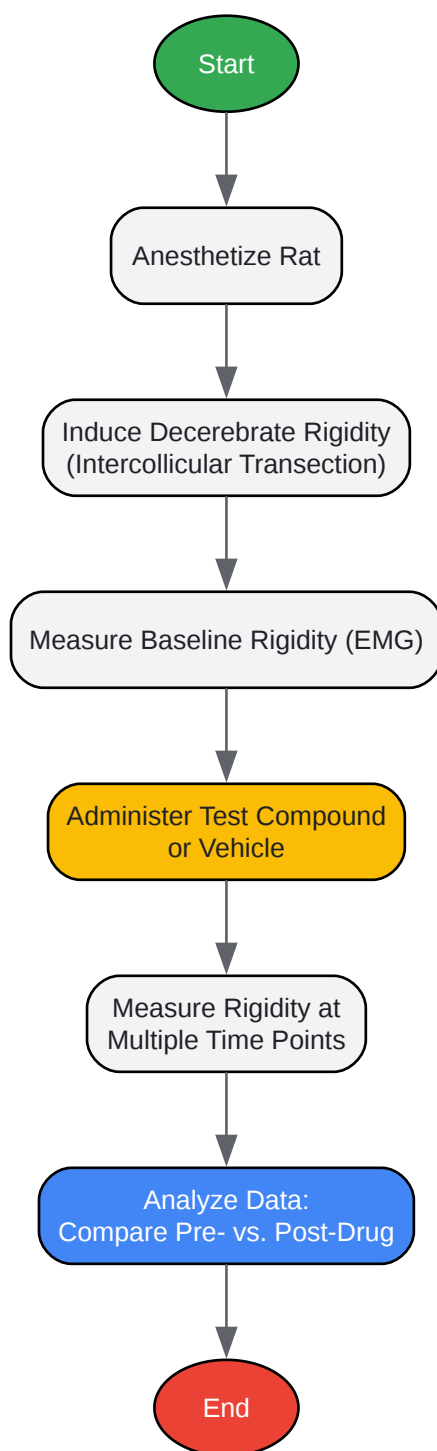 Start
Anesthetize Rat
Induce Decerebrate Rigidity
(Intercollicular Transection)
Measure Baseline Rigidity (EMG)
Administer Test Compound
or Vehicle
Measure Rigidity at
Multiple Time Points
Analyze Data:
Compare Pre- vs. Post-Drug
End